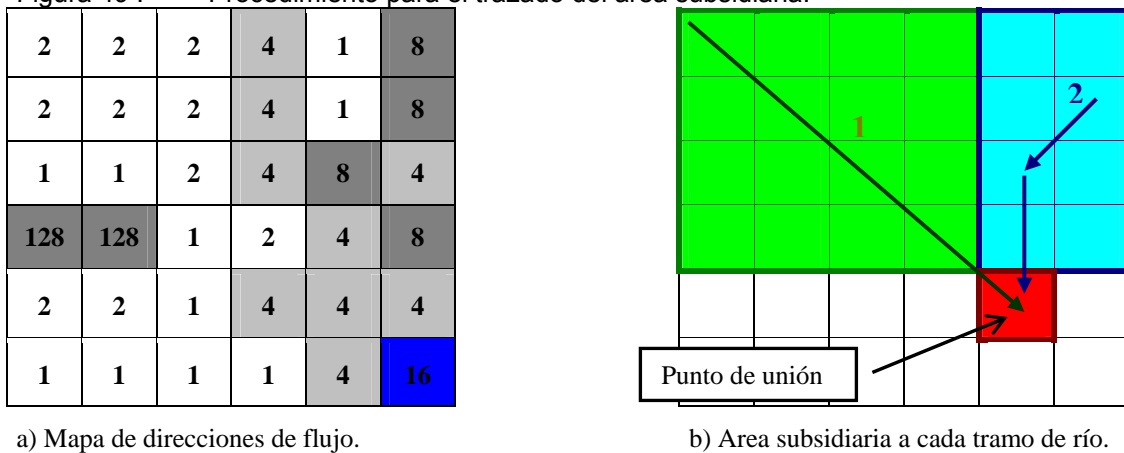 Figura 
2 2 2 4 1 8
2 2 2 4 1 8
1 1 2 4 8 4
128 128 1 2 4 8
2 2 1 4 4 4
1 1 1 1 4 16
1
2
Punto de unión
a) Mapa de direcciones de flujo.
b) Area subsidiaria a cada tramo de río.